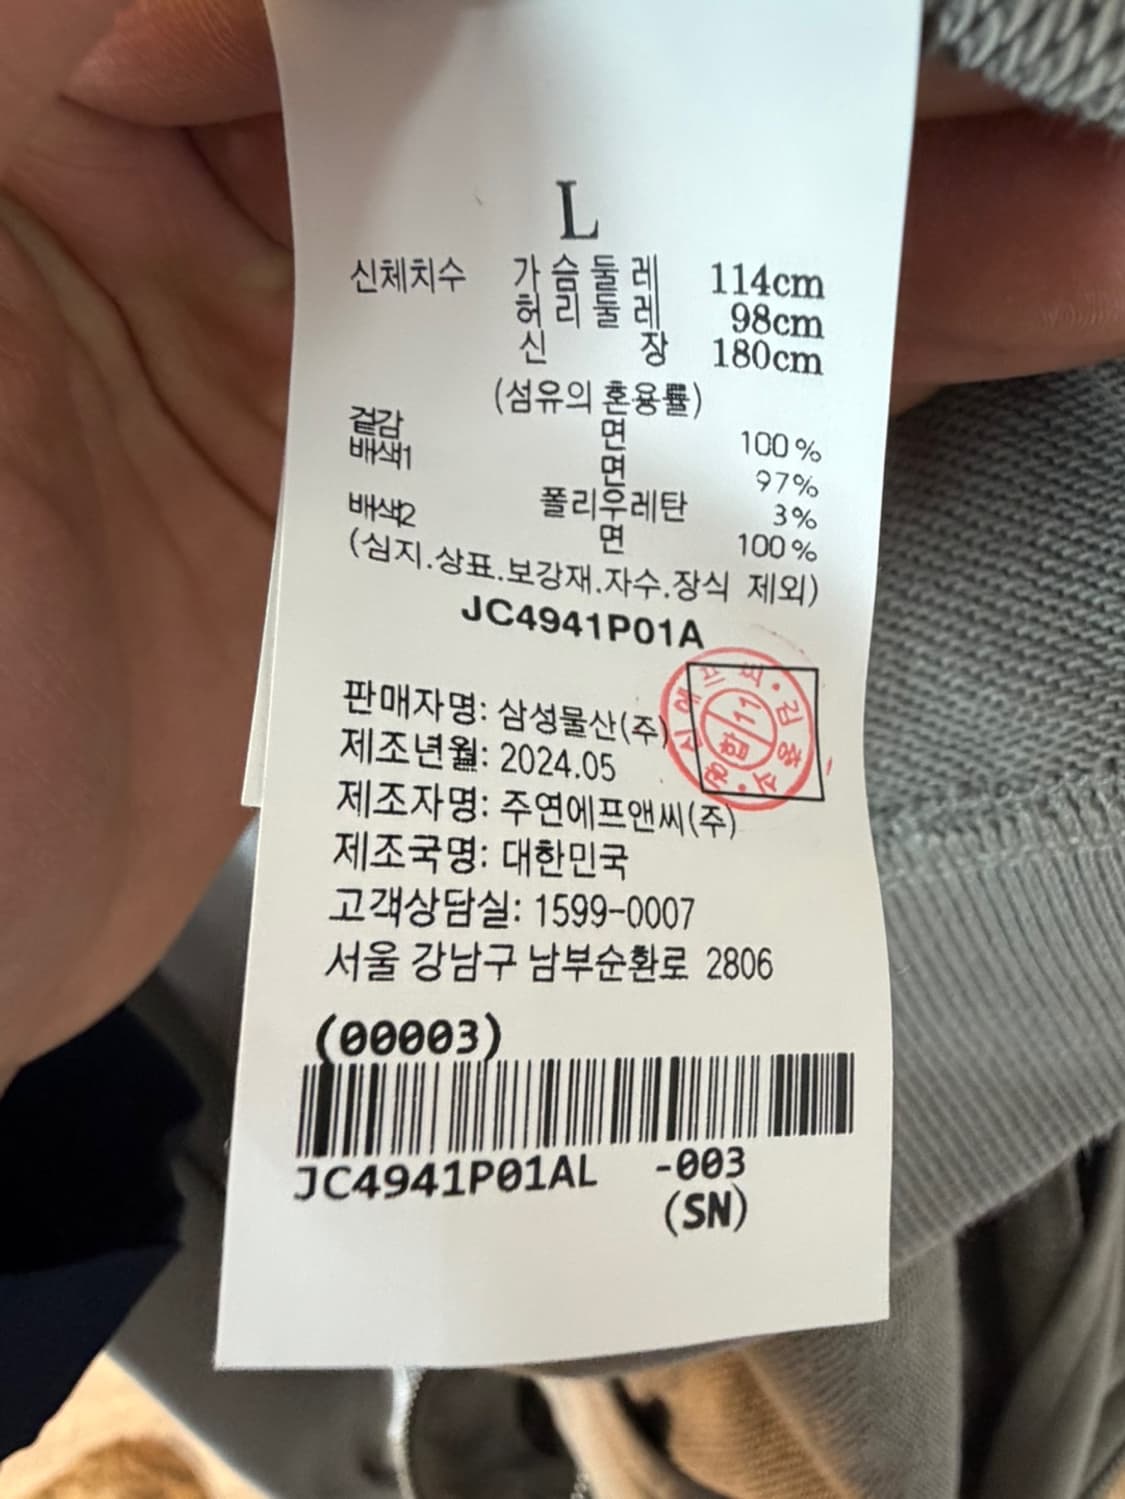 L
신체치수 가슴둘레 114cm
허리둘레 98cm
신 장 180cm
(섬유의 혼용률)
겉감 면 100%
배색1 면 97%
폴리우레탄 3%
배색2 면 100%
(심지.상표.보강재.자수.장식 제외)
JC4941P01A
판매자명: 삼성물산(주)
제조년월: 2024.05
제조자명: 주연에프앤씨(주)
제조국명: 대한민국
고객상담실: 1599-0007
서울 강남구 남부순환로 2806
(00003)
JC4941P01AL -003
(SN)
합 11